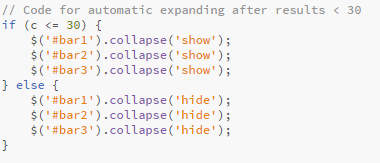 // Code for automatic expanding after results < 30
if (c <= 30) {
    $('#bar1').collapse('show');
    $('#bar2').collapse('show');
    $('#bar3').collapse('show');
} else {
    $('#bar1').collapse('hide');
    $('#bar2').collapse('hide');
    $('#bar3').collapse('hide');
}